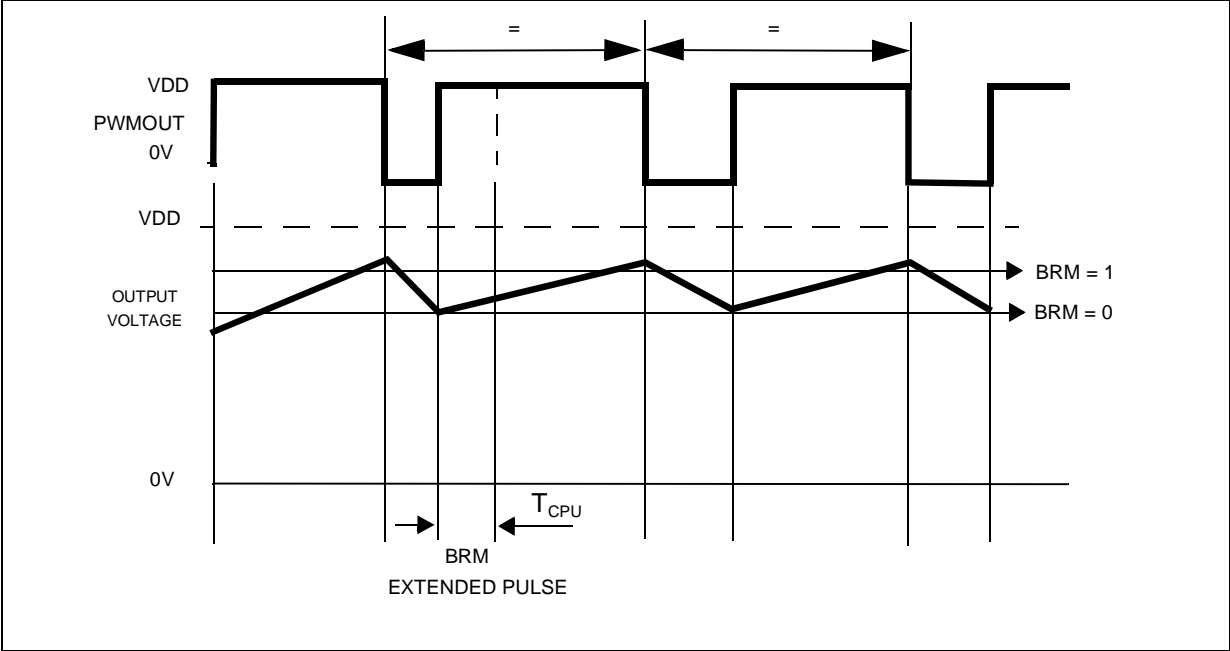 = =
VDD
PWMOUT
0V
VDD
BRM = 1
OUTPUT
VOLTAGE
BRM = 0
0V
TCPU
BRM
EXTENDED PULSE